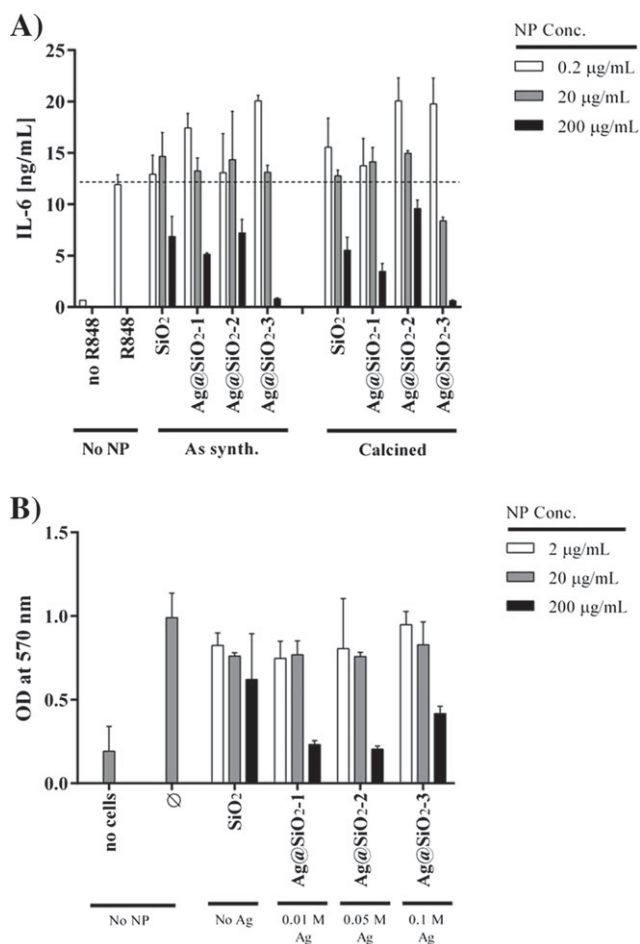 A)
NP Conc.
0.2 μg/mL
20 μg/mL
200 μg/mL
IL-6 [ng/mL]
25
20
15
10
5
0
no R848
R848
SiO₂
Ag@SiO₂-1
Ag@SiO₂-2
Ag@SiO₂-3
SiO₂
Ag@SiO₂-1
Ag@SiO₂-2
Ag@SiO₂-3
No NP
As synth.
Calcined
B)
NP Conc.
2 μg/mL
20 μg/mL
200 μg/mL
OD at 570 nm
1.5
1.0
0.5
0.0
no cells
∅
SiO₂
Ag@SiO₂-1
Ag@SiO₂-2
Ag@SiO₂-3
No NP
No Ag
0.01 M
Ag
0.05 M
Ag
0.1 M
Ag